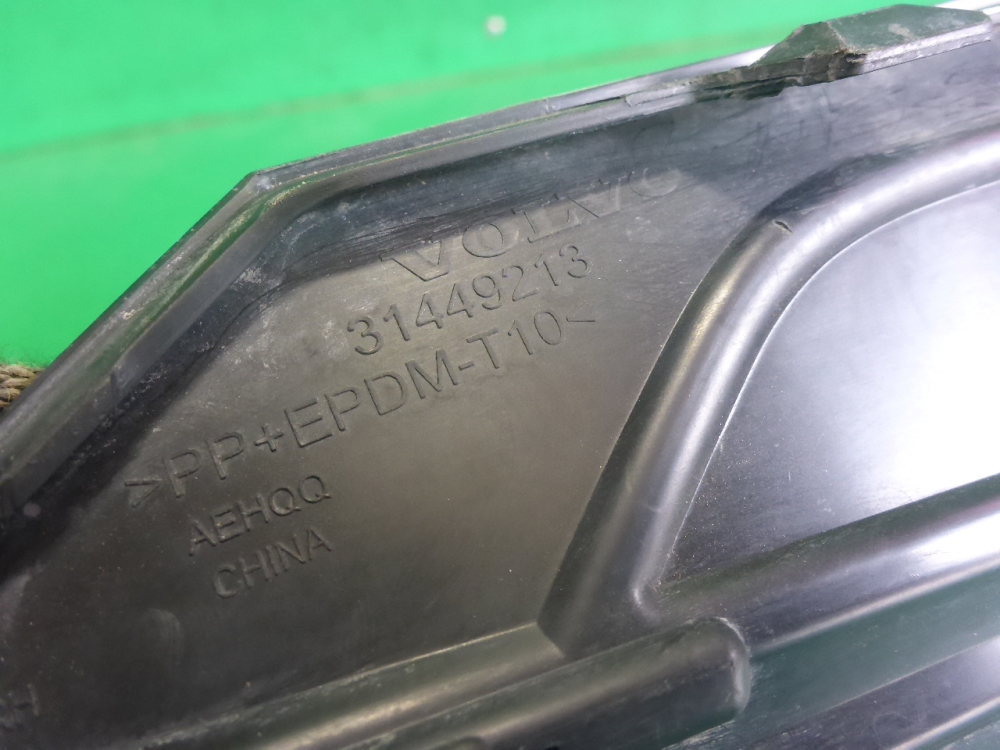 VOLVO
31449213
>PP+EPDM-T10<
AEHQQ
CHINA